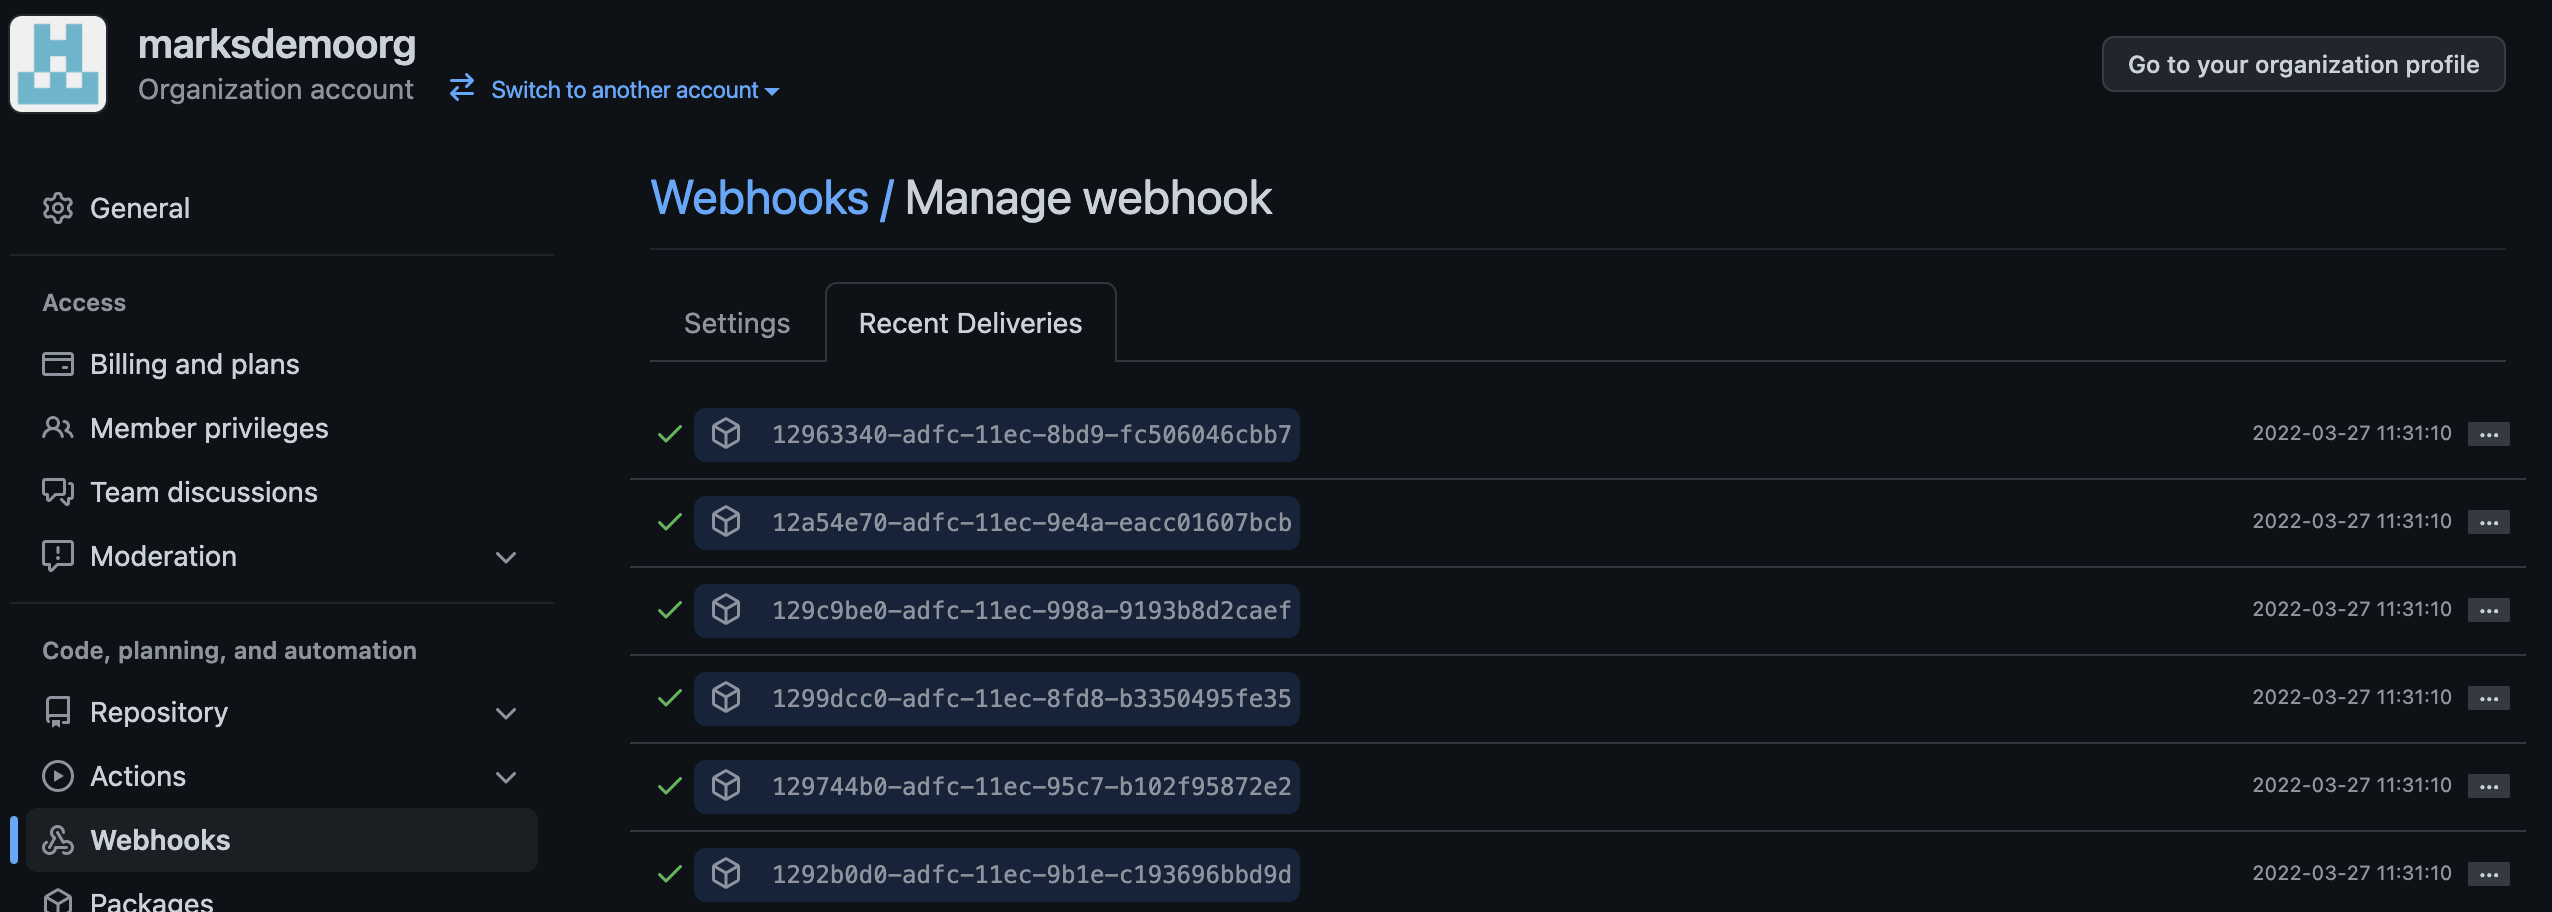 marksdemoorg
Organization account
Switch to another account
Go to your organization profile
General
Access
Billing and plans
Member privileges
Team discussions
Moderation
Code, planning, and automation
Repository
Actions
Webhooks
Packages
Webhooks / Manage webhook
Settings
Recent Deliveries
12963340-adfc-11ec-8bd9-fc506046cbb7 2022-03-27 11:31:10 ...
12a54e70-adfc-11ec-9e4a-eacc01607bcb 2022-03-27 11:31:10 ...
129c9be0-adfc-11ec-998a-9193b8d2caef 2022-03-27 11:31:10 ...
1299dcc0-adfc-11ec-8fd8-b3350495fe35 2022-03-27 11:31:10 ...
129744b0-adfc-11ec-95c7-b102f95872e2 2022-03-27 11:31:10 ...
1292b0d0-adfc-11ec-9b1e-c193696bbd9d 2022-03-27 11:31:10 ...